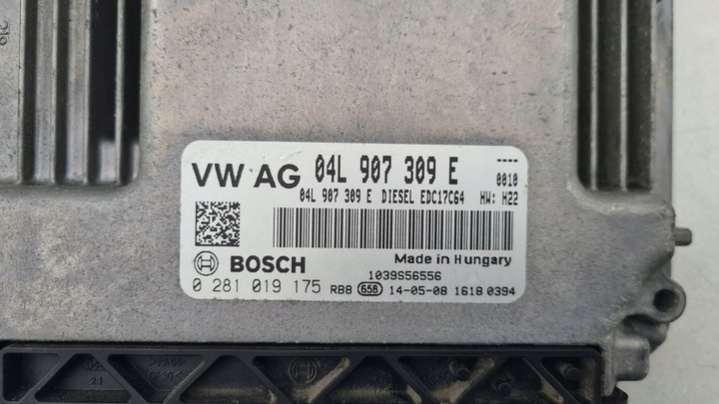 VW AG 04L 907 309 E ----
0010
04L 907 309 E DIESEL EDC17C64 HW: H22
Made in Hungary
BOSCH
1039S56556
0 281 019 175 RB8 658 14-05-08 1618 0394